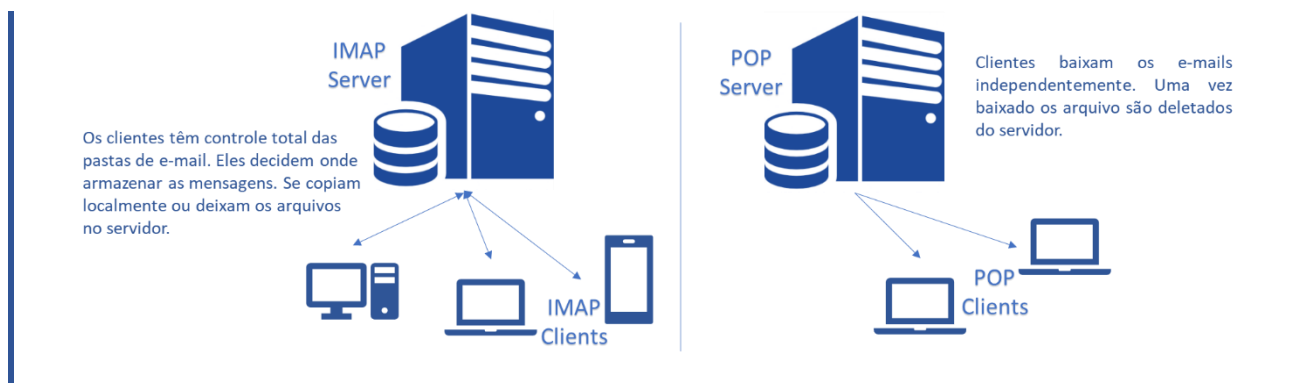 IMAP
Server
Os clientes têm controle total das
pastas de e-mail. Eles decidem onde
armazenar as mensagens. Se copiam
localmente ou deixam os arquivos
no servidor.
IMAP
Clients
POP
Server
Clientes baixam os e-mails
independentemente. Uma vez
baixado os arquivo são deletados
do servidor.
POP
Clients